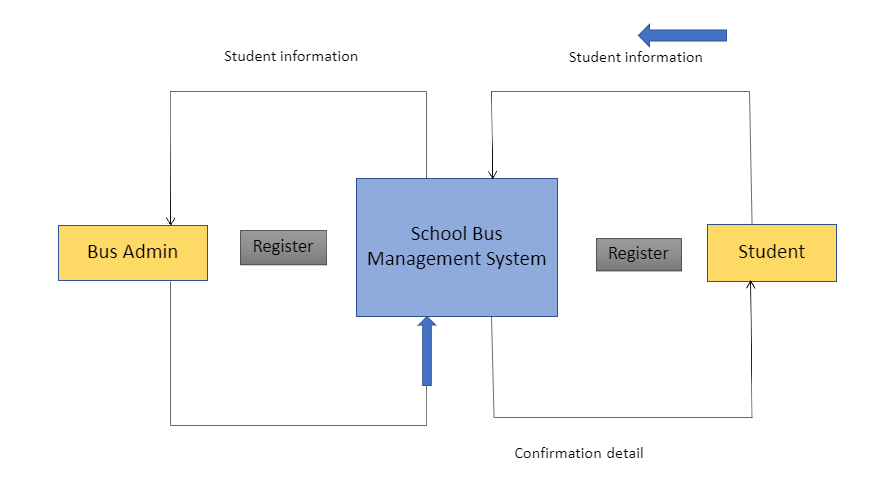 Student information
Student information
Bus Admin
Register
School Bus
Management System
Register
Student
Confirmation detail